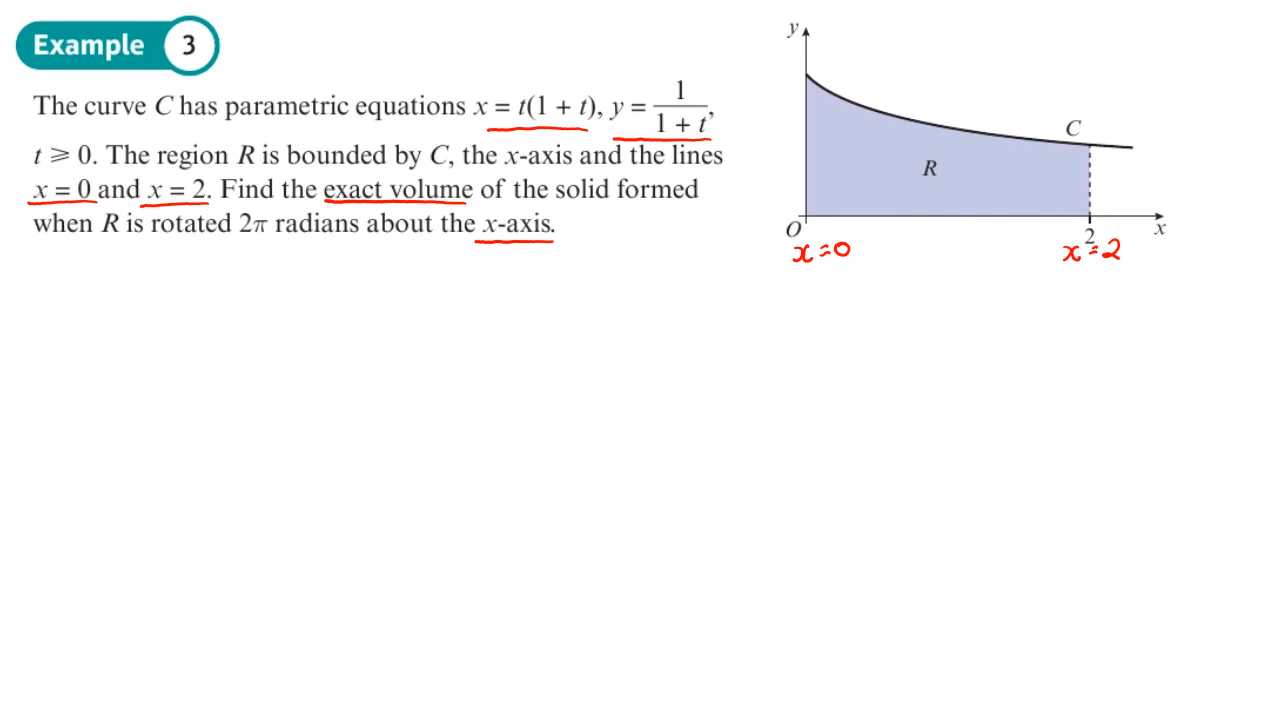 Example 3
The curve C has parametric equations x = t(1 + t), y = 1/(1 + t),
t ⩾ 0. The region R is bounded by C, the x-axis and the lines
x = 0 and x = 2. Find the exact volume of the solid formed
when R is rotated 2π radians about the x-axis.
y
C
R
O
2
x
x=0
x=2